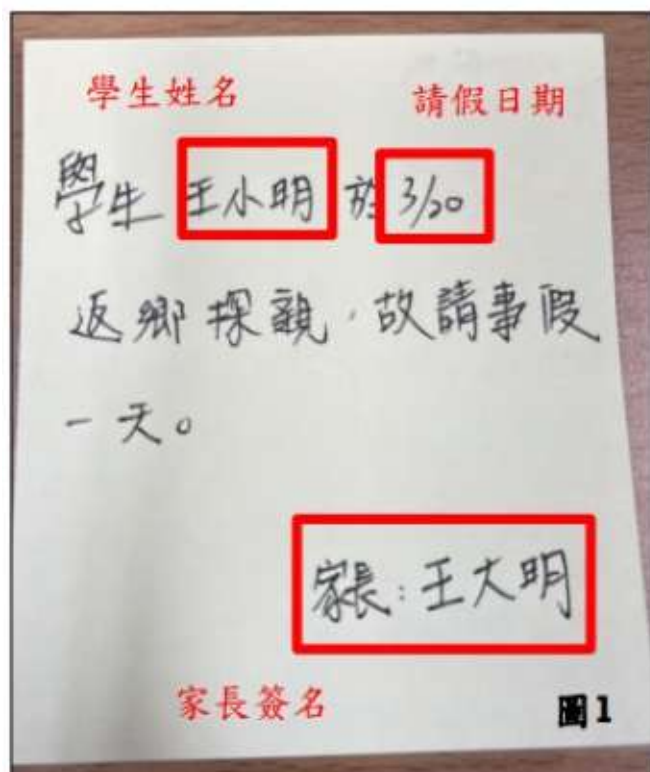 學生姓名 請假日期
學生 王小明 於 3/20
返鄉探親，故請事假
一天。
家長：王大明
家長簽名 圖1